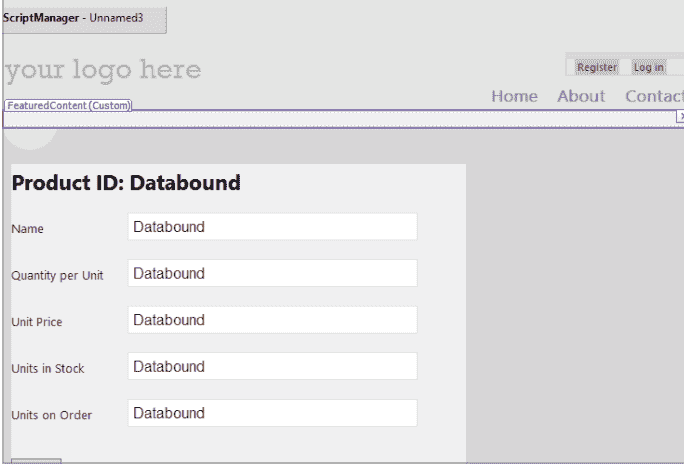 ScriptManager - Unnamed3
your logo here
Register Log in
Home About Contact
FeaturedContent (Custom)
Product ID: Databound
Name Databound
Quantity per Unit Databound
Unit Price Databound
Units in Stock Databound
Units on Order Databound